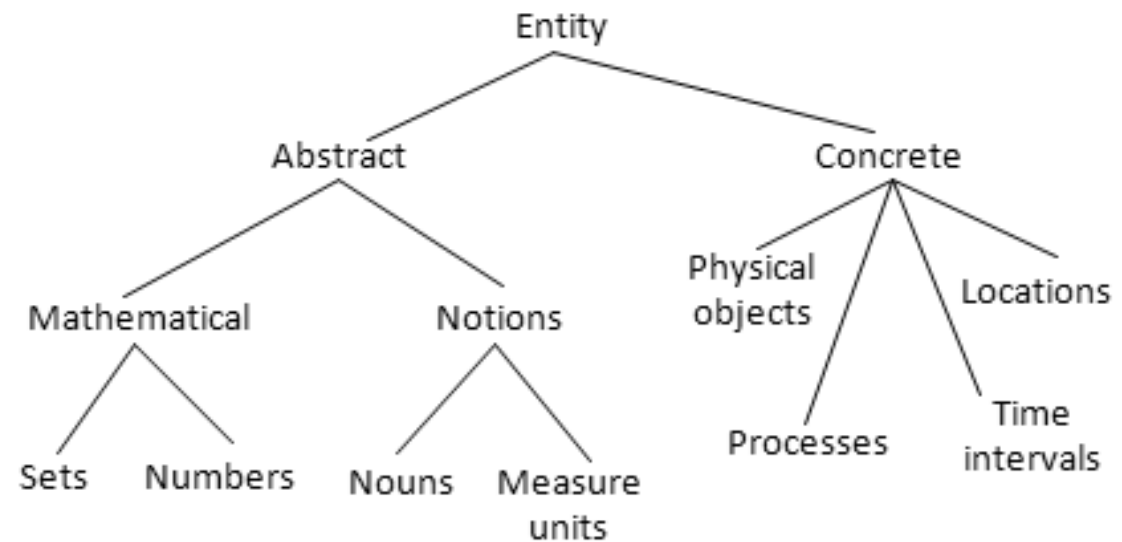 Entity
Abstract
Concrete
Physical
objects
Locations
Mathematical
Notions
Processes
Time
intervals
Sets
Numbers
Nouns
Measure
units